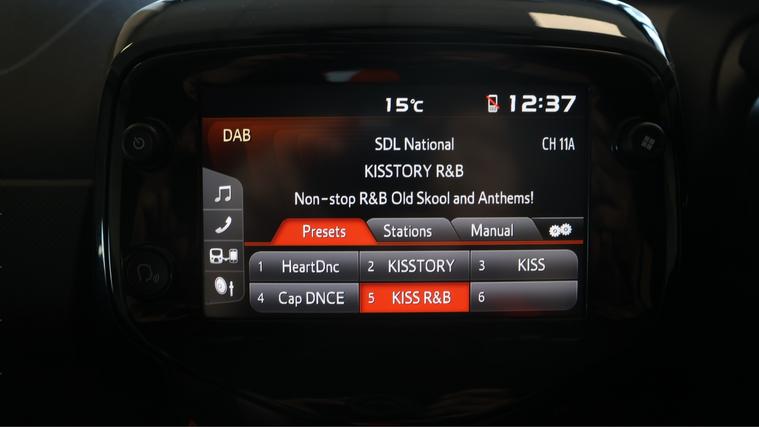 15°C 12:37
DAB
SDL National CH 11A
KISSTORY R&B
Non-stop R&B Old Skool and Anthems!
Presets Stations Manual
1 HeartDnc 2 KISSTORY 3 KISS
4 Cap DNCE 5 KISS R&B 6